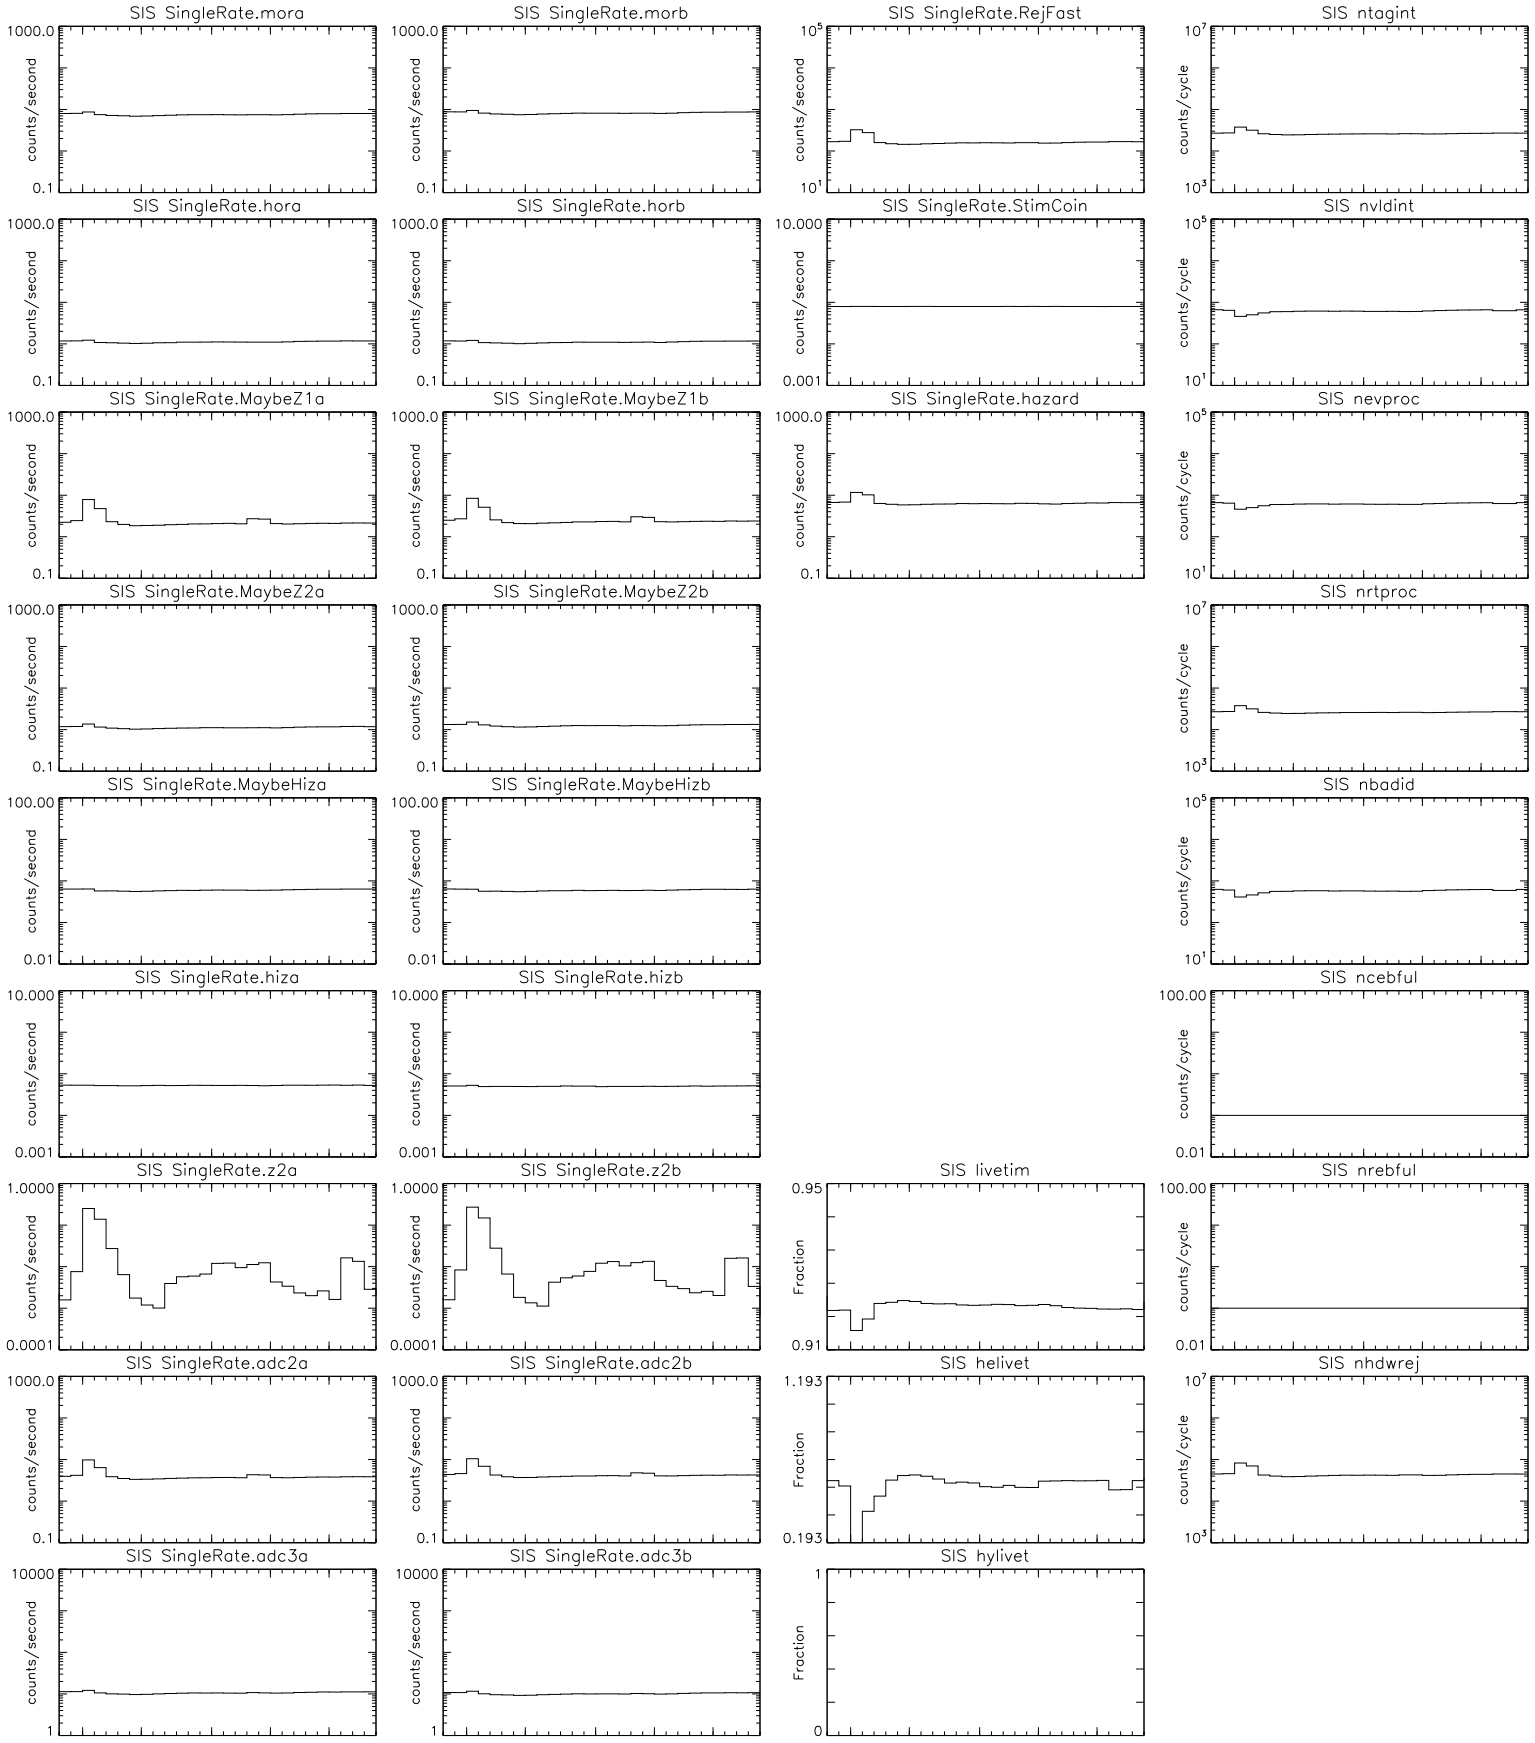 SIS SingleRate.mora
1000.0
counts/second
0.1
SIS SingleRate.morb
1000.0
counts/second
0.1
SIS SingleRate.RejFast
10^5
counts/second
10^1
SIS ntagint
10^7
counts/cycle
10^3
SIS SingleRate.hora
1000.0
counts/second
0.1
SIS SingleRate.horb
1000.0
counts/second
0.1
SIS SingleRate.StimCoin
10.000
counts/second
0.001
SIS nvldint
10^5
counts/cycle
10^1
SIS SingleRate.MaybeZ1a
1000.0
counts/second
0.1
SIS SingleRate.MaybeZ1b
1000.0
counts/second
0.1
SIS SingleRate.hazard
1000.0
counts/second
0.1
SIS nevproc
10^5
counts/cycle
10^1
SIS SingleRate.MaybeZ2a
1000.0
counts/second
0.1
SIS SingleRate.MaybeZ2b
1000.0
counts/second
0.1
SIS nrtproc
10^7
counts/cycle
10^3
SIS SingleRate.MaybeHiza
100.00
counts/second
0.01
SIS SingleRate.MaybeHizb
100.00
counts/second
0.01
SIS nbadid
10^5
counts/cycle
10^1
SIS SingleRate.hiza
10.000
counts/second
0.001
SIS SingleRate.hizb
10.000
counts/second
0.001
SIS ncebful
100.00
counts/cycle
0.01
SIS SingleRate.z2a
1.0000
counts/second
0.0001
SIS SingleRate.z2b
1.0000
counts/second
0.0001
SIS livetim
0.95
Fraction
0.91
SIS nrebful
100.00
counts/cycle
0.01
SIS SingleRate.adc2a
1000.0
counts/second
0.1
SIS SingleRate.adc2b
1000.0
counts/second
0.1
SIS helivet
1.193
Fraction
0.193
SIS nhdwrej
10^7
counts/cycle
10^3
SIS SingleRate.adc3a
10000
counts/second
1
SIS SingleRate.adc3b
10000
counts/second
1
SIS hylivet
1
Fraction
0